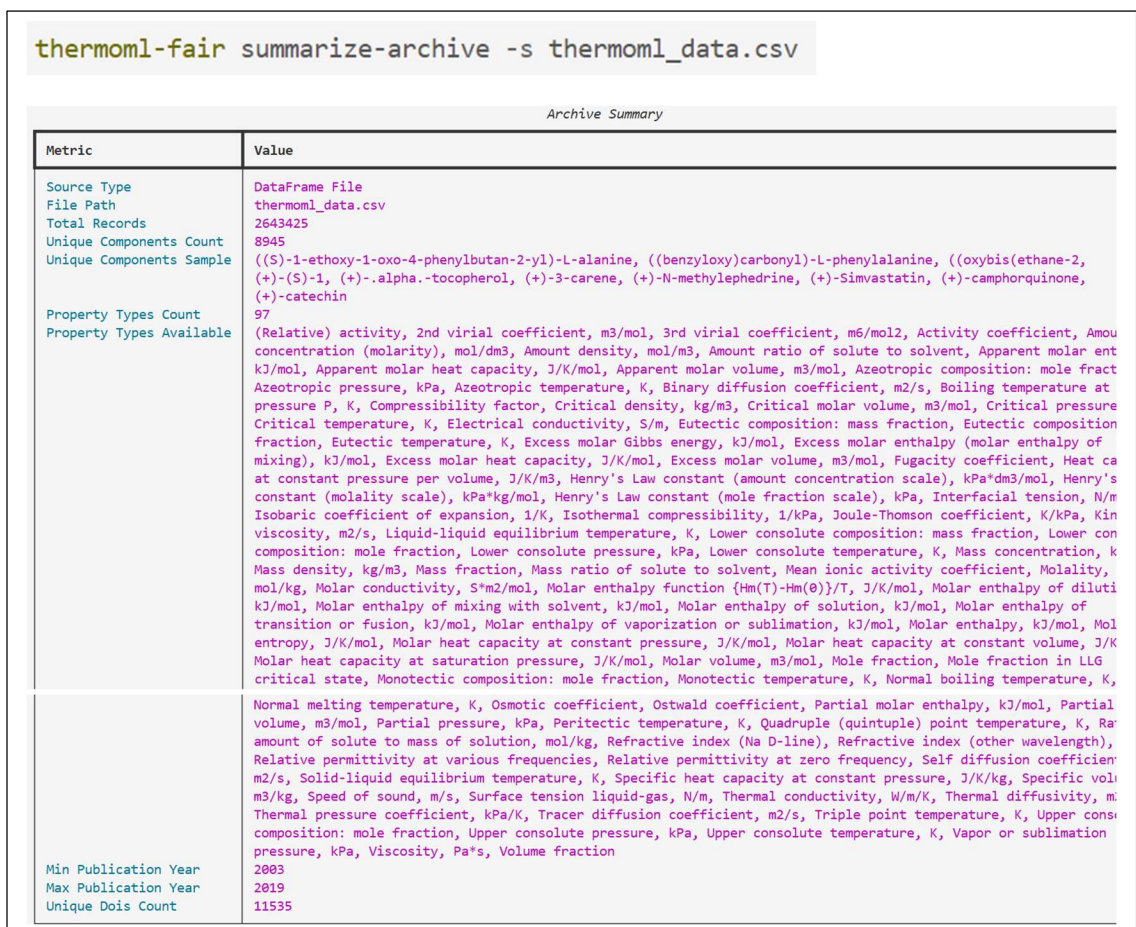 thermoml-fair summarize-archive -s thermoml_data.csv
Archive Summary
Metric Value
Source Type DataFrame File
File Path thermoml_data.csv
Total Records 2643425
Unique Components Count 8945
Unique Components Sample ((S)-1-ethoxy-1-oxo-4-phenylbutan-2-yl)-L-alanine, ((benzyloxy)carbonyl)-L-phenylalanine, ((oxybis(ethane-2,
(+)-(S)-1, (+)-.alpha.-tocopherol, (+)-3-carene, (+)-N-methylephedrine, (+)-Simvastatin, (+)-camphorquinone,
(+)-catechin
Property Types Count 97
Property Types Available (Relative) activity, 2nd virial coefficient, m3/mol, 3rd virial coefficient, m6/mol2, Activity coefficient, Amou
concentration (molarity), mol/dm3, Amount density, mol/m3, Amount ratio of solute to solvent, Apparent molar ent
kJ/mol, Apparent molar heat capacity, J/K/mol, Apparent molar volume, m3/mol, Azeotropic composition: mole fract
Azeotropic pressure, kPa, Azeotropic temperature, K, Binary diffusion coefficient, m2/s, Boiling temperature at
pressure P, K, Compressibility factor, Critical density, kg/m3, Critical molar volume, m3/mol, Critical pressure
Critical temperature, K, Electrical conductivity, S/m, Eutectic composition: mass fraction, Eutectic composition
fraction, Eutectic temperature, K, Excess molar Gibbs energy, kJ/mol, Excess molar enthalpy (molar enthalpy of
mixing), kJ/mol, Excess molar heat capacity, J/K/mol, Excess molar volume, m3/mol, Fugacity coefficient, Heat ca
at constant pressure per volume, J/K/m3, Henry's Law constant (amount concentration scale), kPa*dm3/mol, Henry's
constant (molality scale), kPa*kg/mol, Henry's Law constant (mole fraction scale), kPa, Interfacial tension, N/m
Isobaric coefficient of expansion, 1/K, Isothermal compressibility, 1/kPa, Joule-Thomson coefficient, K/kPa, Kin
viscosity, m2/s, Liquid-liquid equilibrium temperature, K, Lower consolute composition: mass fraction, Lower con
composition: mole fraction, Lower consolute pressure, kPa, Lower consolute temperature, K, Mass concentration, k
Mass density, kg/m3, Mass fraction, Mass ratio of solute to solvent, Mean ionic activity coefficient, Molality,
mol/kg, Molar conductivity, S*m2/mol, Molar enthalpy function {Hm(T)-Hm(0)}/T, J/K/mol, Molar enthalpy of diluti
kJ/mol, Molar enthalpy of mixing with solvent, kJ/mol, Molar enthalpy of solution, kJ/mol, Molar enthalpy of
transition or fusion, kJ/mol, Molar enthalpy of vaporization or sublimation, kJ/mol, Molar enthalpy, kJ/mol, Mol
entropy, J/K/mol, Molar heat capacity at constant pressure, J/K/mol, Molar heat capacity at constant volume, J/K
Molar heat capacity at saturation pressure, J/K/mol, Molar volume, m3/mol, Mole fraction, Mole fraction in LLG
critical state, Monotectic composition: mole fraction, Monotectic temperature, K, Normal boiling temperature, K,
Normal melting temperature, K, Osmotic coefficient, Ostwald coefficient, Partial molar enthalpy, kJ/mol, Partial
volume, m3/mol, Partial pressure, kPa, Peritectic temperature, K, Quadruple (quintuple) point temperature, K, Ra
amount of solute to mass of solution, mol/kg, Refractive index (Na D-line), Refractive index (other wavelength),
Relative permittivity at various frequencies, Relative permittivity at zero frequency, Self diffusion coefficien
m2/s, Solid-liquid equilibrium temperature, K, Specific heat capacity at constant pressure, J/K/kg, Specific vol
m3/kg, Speed of sound, m/s, Surface tension liquid-gas, N/m, Thermal conductivity, W/m/K, Thermal diffusivity, m
Thermal pressure coefficient, kPa/K, Tracer diffusion coefficient, m2/s, Triple point temperature, K, Upper cons
composition: mole fraction, Upper consolute pressure, kPa, Upper consolute temperature, K, Vapor or sublimation
pressure, kPa, Viscosity, Pa*s, Volume fraction
Min Publication Year 2003
Max Publication Year 2019
Unique Dois Count 11535